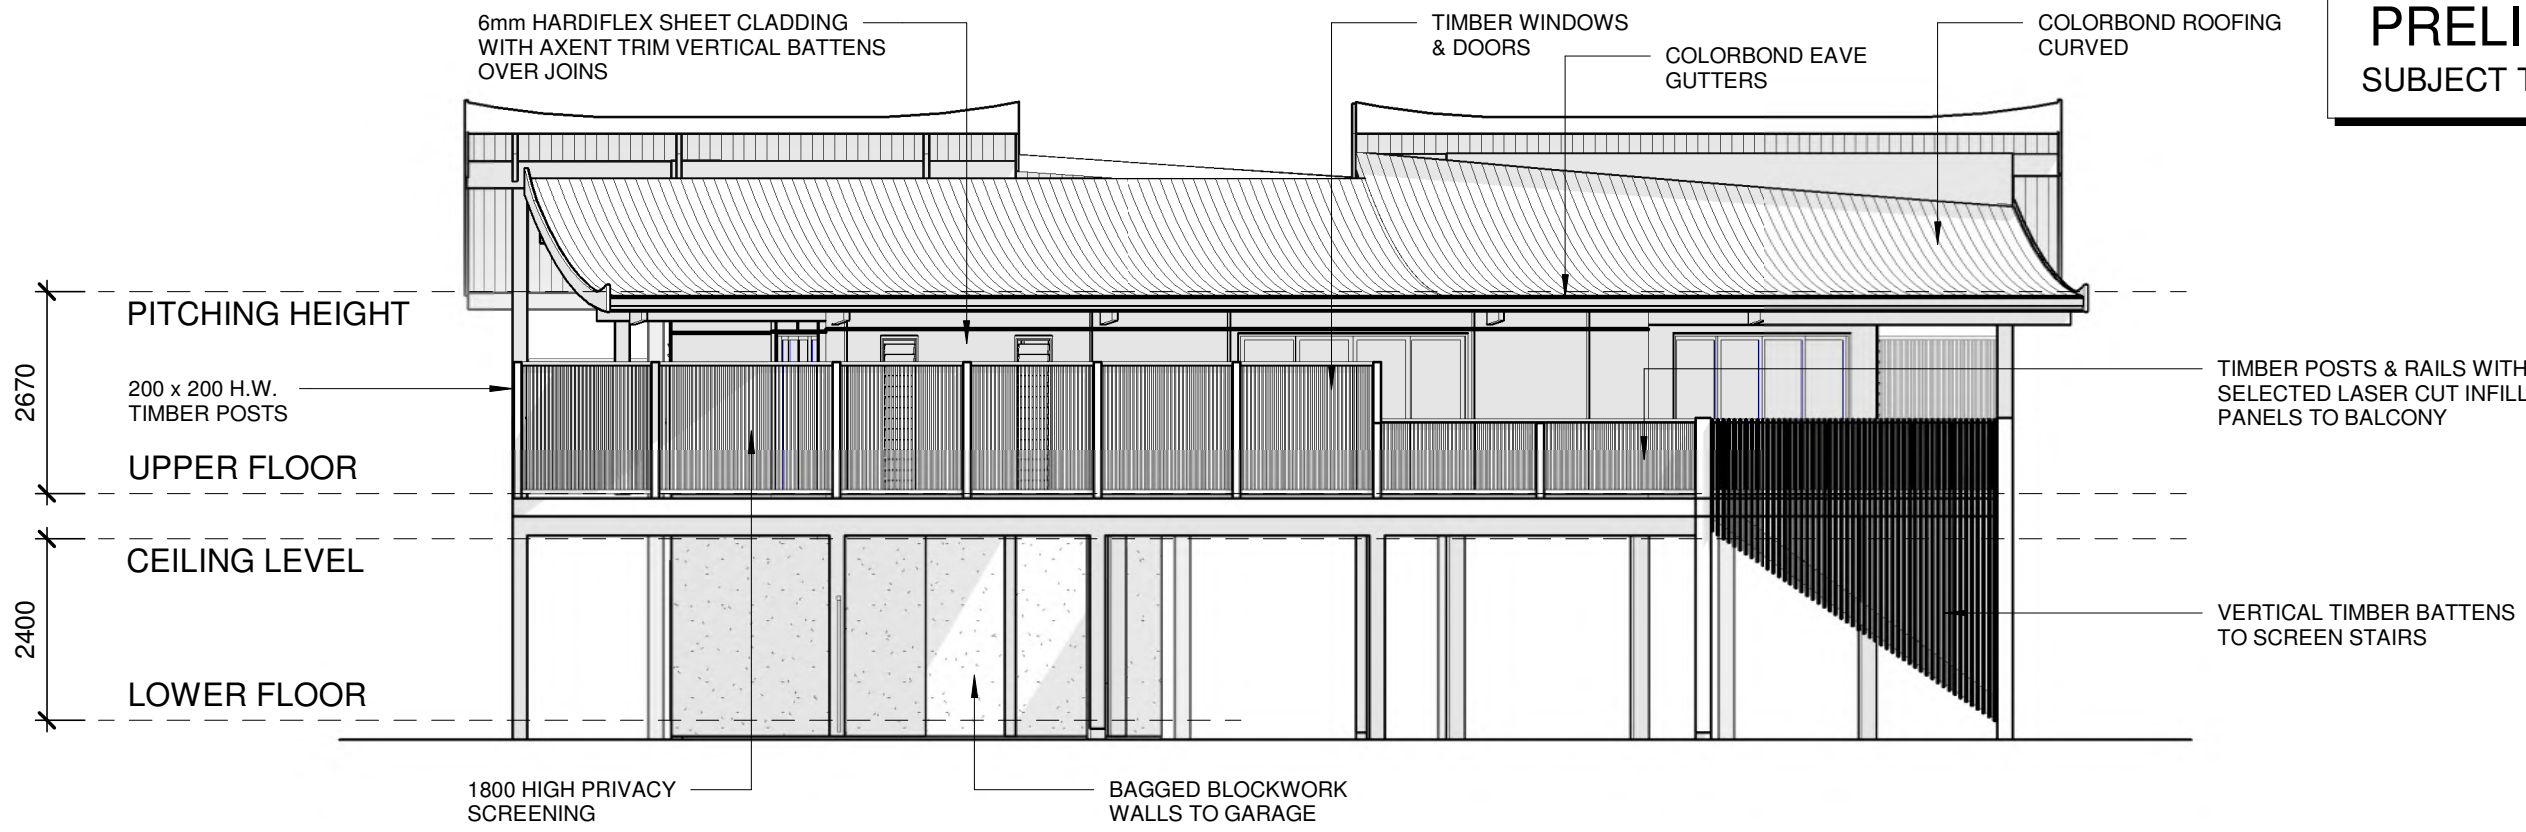 6mm HARDIFLEX SHEET CLADDING
WITH AXENT TRIM VERTICAL BATTENS
OVER JOINS
TIMBER WINDOWS
& DOORS
COLORBOND EAVE
GUTTERS
COLORBOND ROOFING
CURVED
PRELI
SUBJECT T
PITCHING HEIGHT
2670
200 x 200 H.W.
TIMBER POSTS
UPPER FLOOR
TIMBER POSTS & RAILS WITH
SELECTED LASER CUT INFILL
PANELS TO BALCONY
CEILING LEVEL
2400
LOWER FLOOR
VERTICAL TIMBER BATTENS
TO SCREEN STAIRS
1800 HIGH PRIVACY
SCREENING
BAGGED BLOCKWORK
WALLS TO GARAGE